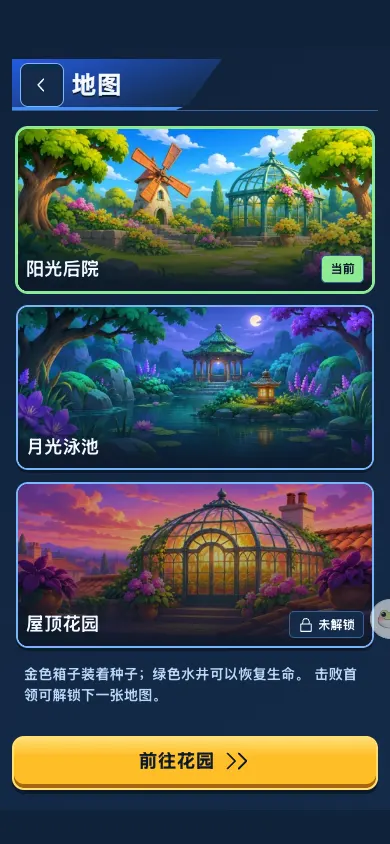 地图
阳光后院
当前
月光泳池
屋顶花园
未解锁
金色箱子装着种子；绿色水井可以恢复生命。 击败首
领可解锁下一张地图。
前往花园